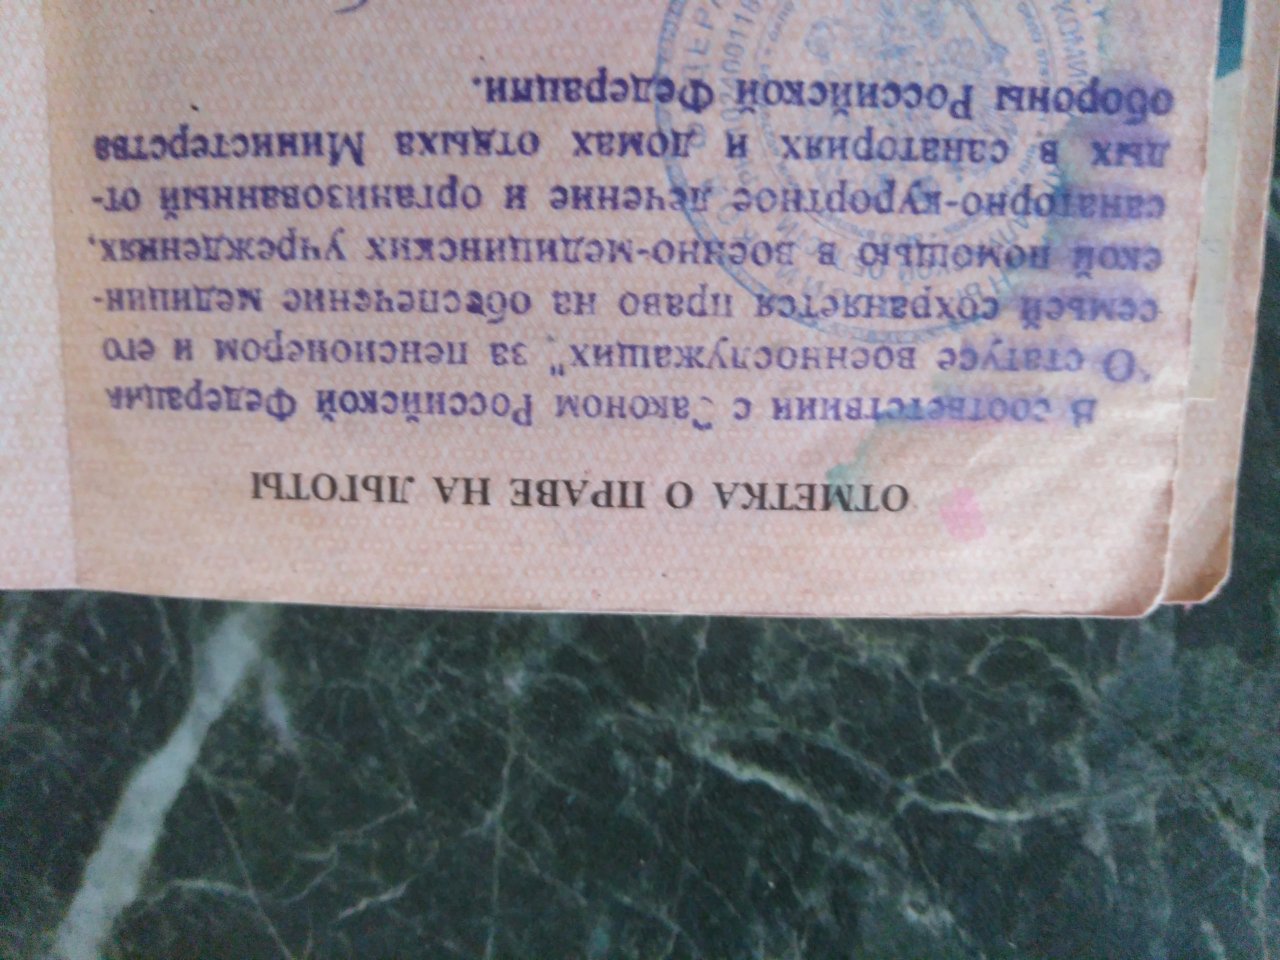 ОТМЕТКА О ПРАВЕ НА ЛЬГОТЫ
В соответствии с "Законом Российской Федерации
"О статусе военнослужащих" за пенсионером и его
семьей сохраняется право на обеспечение медицин-
ской помощью в военно-медицинских учреждениях,
санаторно-курортное лечение и организованный от-
дых в санаториях и домах отдыха Министерства
обороны Российской Федерации.